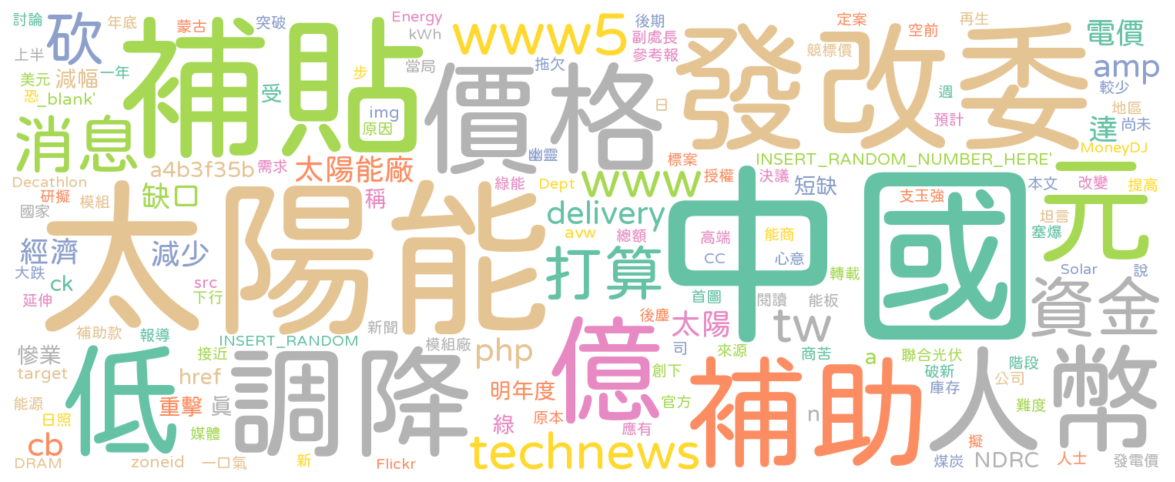 討論
年底
蒙古
突破
Energy
kWh
www5
後期
副處長
參考報
定案
空前
再生
電價
砍
補貼
發改委
競標價
上半
美元
減幅
一年
步
當局
拖欠
價格
amp
較少
恐
_blank'
受
img
原因
日
週
預計
地區
達
尚未
消息
幽靈
標案
INSERT_RANDOM_NUMBER_HERE'
MoneyDJ
a4b3f35b
需求
太陽能廠
綠能
Dept
www
授權
決議
短缺
Decathlon
研擬
模組
缺口
稱
本文
改變
提高
國家
太陽能
delivery
中國
支玉強
元
坦言
塞爆
avw
總額
高端
能商
經濟
減少
打算
CC
心意
轉載
說
大跌
ck
src
Solar
延伸
下行
首圖
閱讀
能板
資金
補助款
報導
新聞
後塵
太陽
tw
INSERT_RANDOM
模組廠
億
司
來源
商苦
慘業
接近
php
a
聯合光伏
階段
target
低
href
調降
創下
補助
破新
人
公司
幣
明年度
官方
庫存
能源
重擊
真
原本
難度
日照
綠
應有
n
媒體
cb
technews
擬
DRAM
zoneid
一口氣
新
Flickr
煤炭
NDRC
人士
發電價